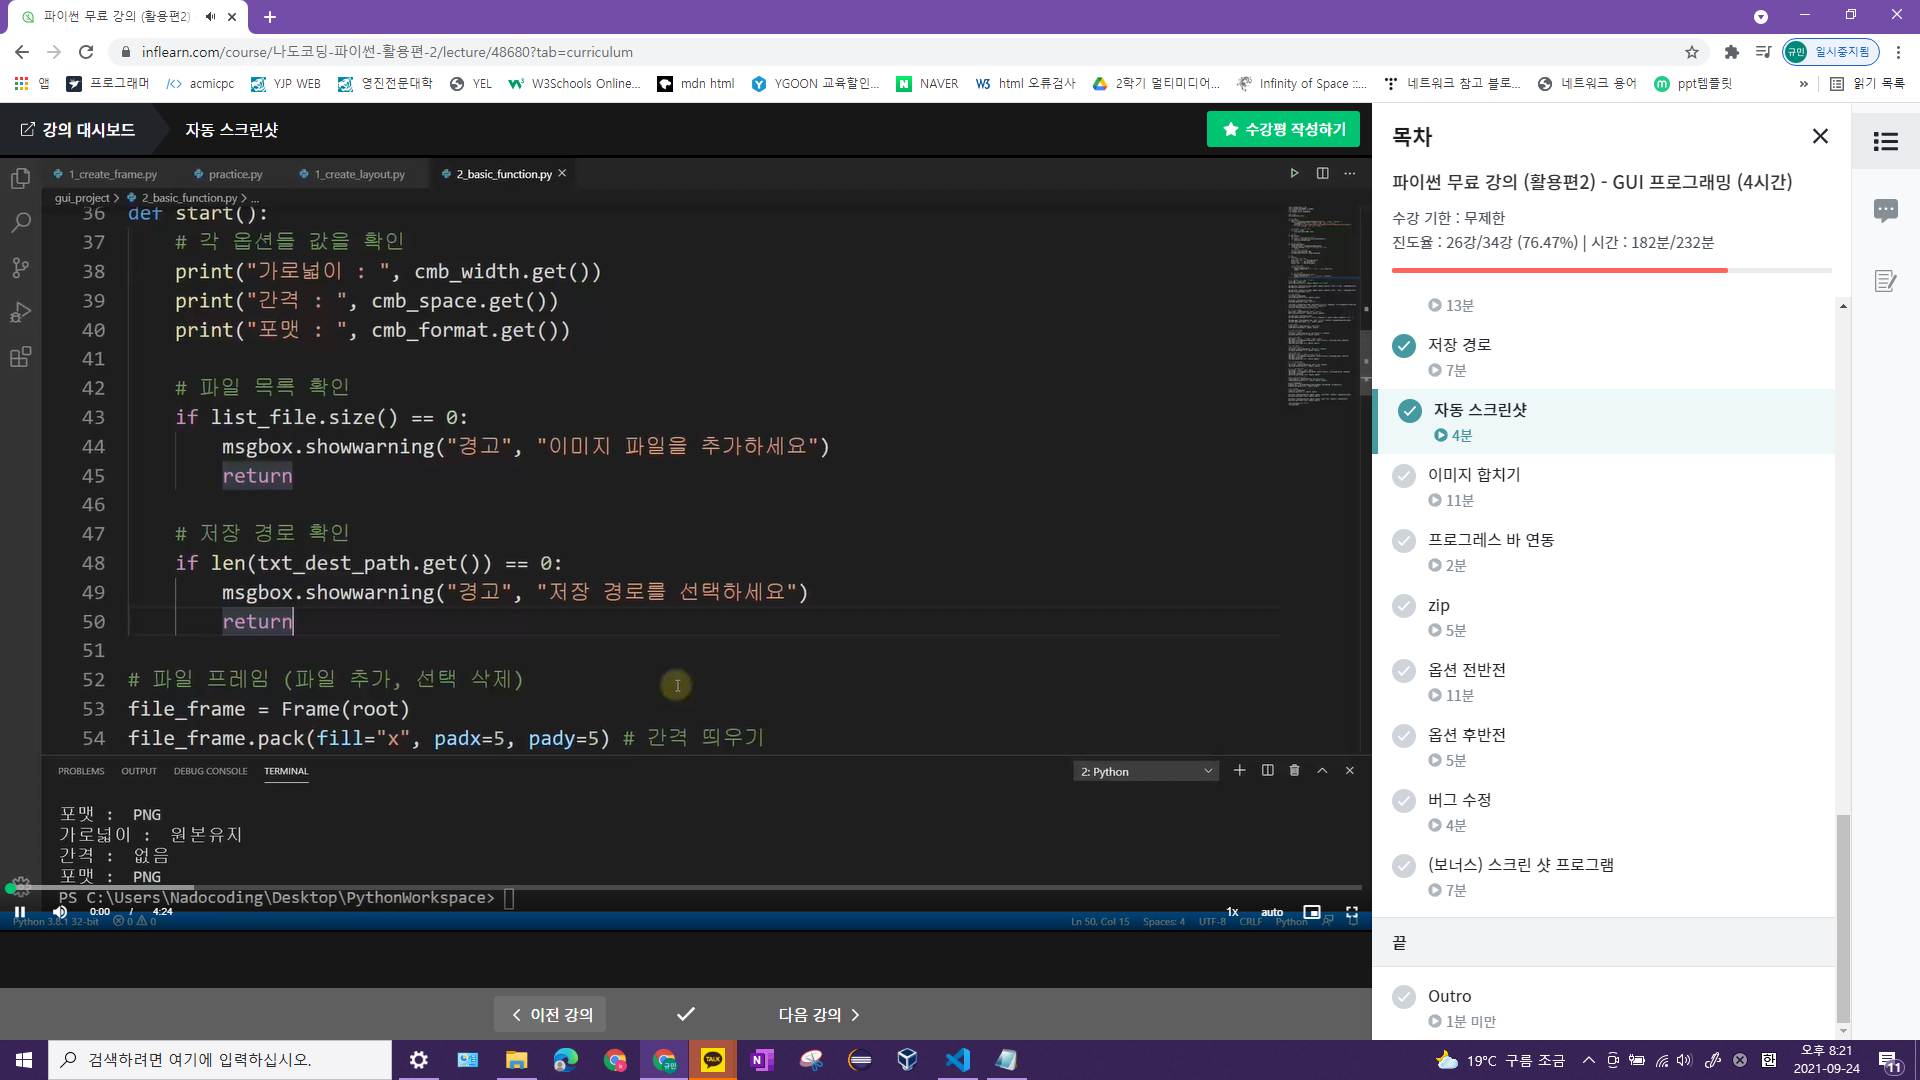 파이썬 무료 강의 (활용편2)
inflearn.com/course/나도코딩-파이썬-활용편-2/lecture/48680?tab=curriculum
규민 일시중지됨
앱 프로그래머 acmicpc YJP WEB 영진전문대학 YEL W3Schools Online... mdn html YGOON 교육할인... NAVER html 오류검사 2학기 멀티미디어... Infinity of Space ::... 네트워크 참고 블로... 네트워크 용어 ppt템플릿 » 읽기 목록
강의 대시보드 자동 스크린샷 수강평 작성하기
1_create_frame.py practice.py 1_create_layout.py 2_basic_function.py
gui_project > 2_basic_function.py > ...
36 def start():
37 # 각 옵션들 값을 확인
38 print("가로넓이 : ", cmb_width.get())
39 print("간격 : ", cmb_space.get())
40 print("포맷 : ", cmb_format.get())
41
42 # 파일 목록 확인
43 if list_file.size() == 0:
44 msgbox.showwarning("경고", "이미지 파일을 추가하세요")
45 return
46
47 # 저장 경로 확인
48 if len(txt_dest_path.get()) == 0:
49 msgbox.showwarning("경고", "저장 경로를 선택하세요")
50 return
51
52 # 파일 프레임 (파일 추가, 선택 삭제)
53 file_frame = Frame(root)
54 file_frame.pack(fill="x", padx=5, pady=5) # 간격 띄우기
PROBLEMS OUTPUT DEBUG CONSOLE TERMINAL 2: Python
포맷 : PNG
가로넓이 : 원본유지
간격 : 없음
포맷 : PNG
PS C:\Users\Nadocoding\Desktop\PythonWorkspace>
0:00 / 4:24 1x auto
Python 3.8.1 32-bit 0 0 Ln 50, Col 15 Spaces: 4 UTF-8 CRLF Python
이전 강의 다음 강의
목차
파이썬 무료 강의 (활용편2) - GUI 프로그래밍 (4시간)
수강 기한 : 무제한
진도율 : 26강/34강 (76.47%) | 시간 : 182분/232분
13분
저장 경로
7분
자동 스크린샷
4분
이미지 합치기
11분
프로그레스 바 연동
2분
zip
5분
옵션 전반전
11분
옵션 후반전
5분
버그 수정
4분
(보너스) 스크린 샷 프로그램
7분
끝
Outro
1분 미만
검색하려면 여기에 입력하십시오.
TALK
19°C 구름 조금
한
오후 8:21
2021-09-24
11